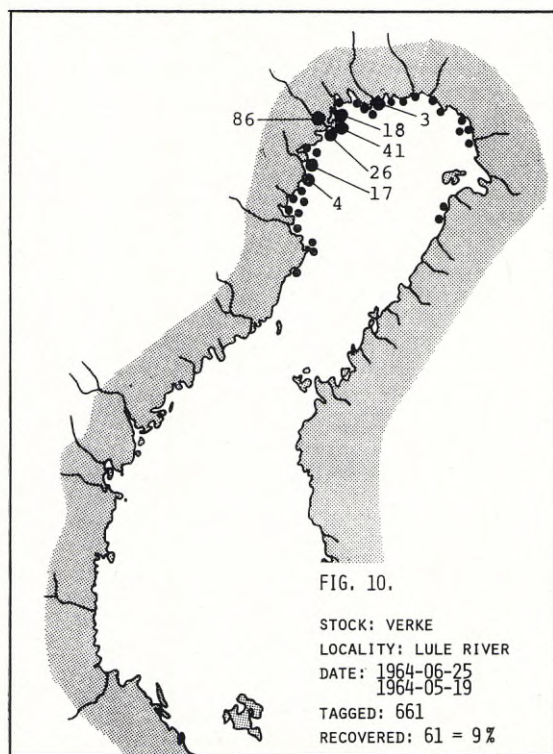 86
3
18
41
26
17
4
FIG. 10.
STOCK: VERKE
LOCALITY: LULE RIVER
DATE: 1964-06-25
1964-05-19
TAGGED: 661
RECOVERED: 61 = 9%